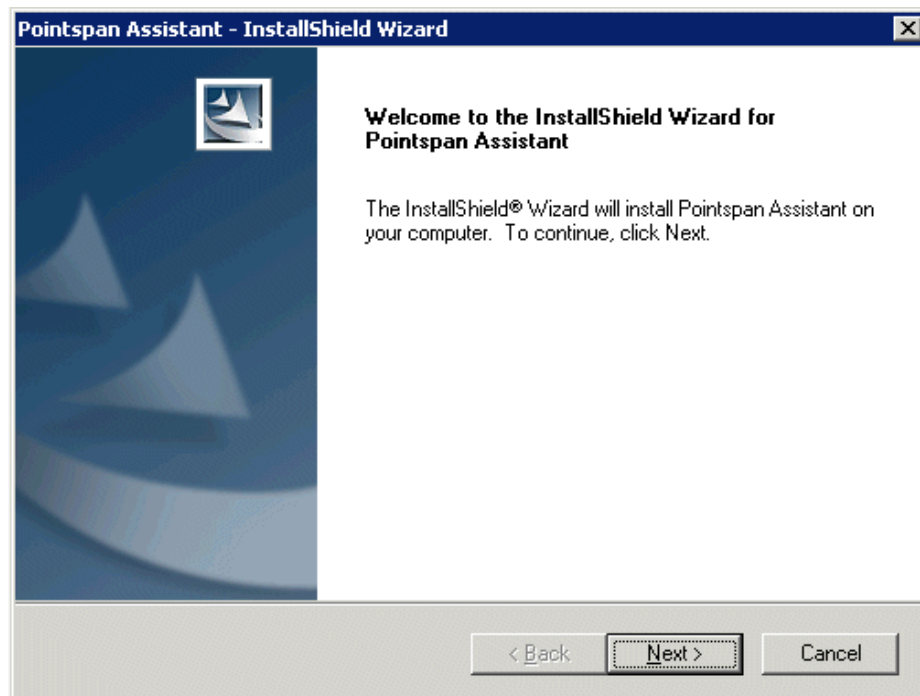 Pointspan Assistant - InstallShield Wizard
Welcome to the InstallShield Wizard for
Pointspan Assistant
The InstallShield® Wizard will install Pointspan Assistant on
your computer. To continue, click Next.
< Back Next > Cancel